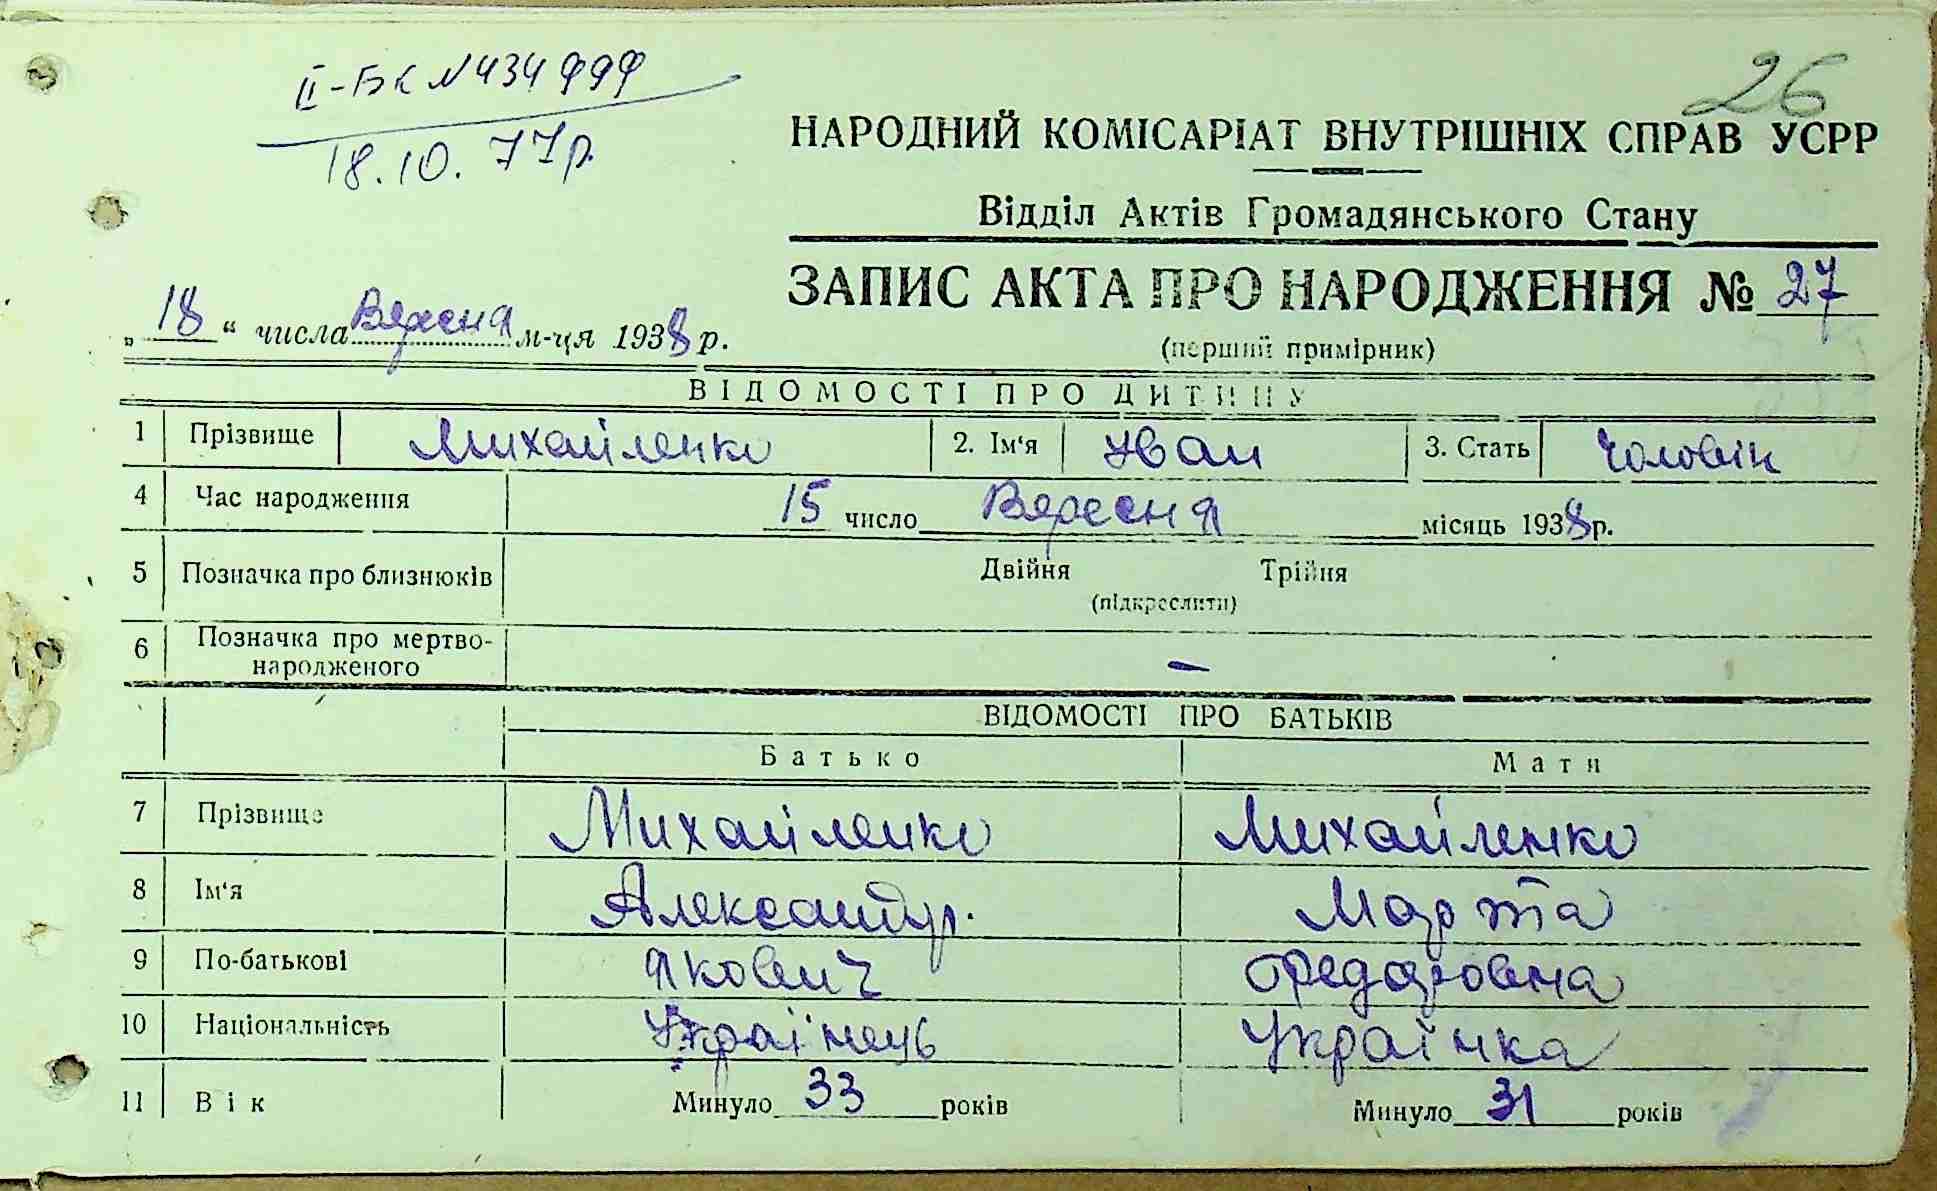 26
II-БК № 434999
18.10.77р.
НАРОДНИЙ КОМІСАРІАТ ВНУТРІШНІХ СПРАВ УСРР
Відділ Актів Громадянського Стану
ЗАПИС АКТА ПРО НАРОДЖЕННЯ № 27
(перший примірник)
„18“ числа Вересня м-ця 1938 р.
ВІДОМОСТІ ПРО ДИТИНУ
1 Прізвище Михайленко 2. Ім'я Іван 3. Стать Чоловік
4 Час народження 15 число Вересня місяць 1938 р.
5 Позначка про близнюків Двійня Трійня
(підкреслити)
6 Позначка про мертво-
народженого —
ВІДОМОСТІ ПРО БАТЬКІВ
Батько Мати
7 Прізвище Михайленко Михайленко
8 Ім'я Александр. Марта
9 По-батькові Якович Федоровна
10 Національність Українець Українка
11 Вік Минуло 33 років Минуло 31 років